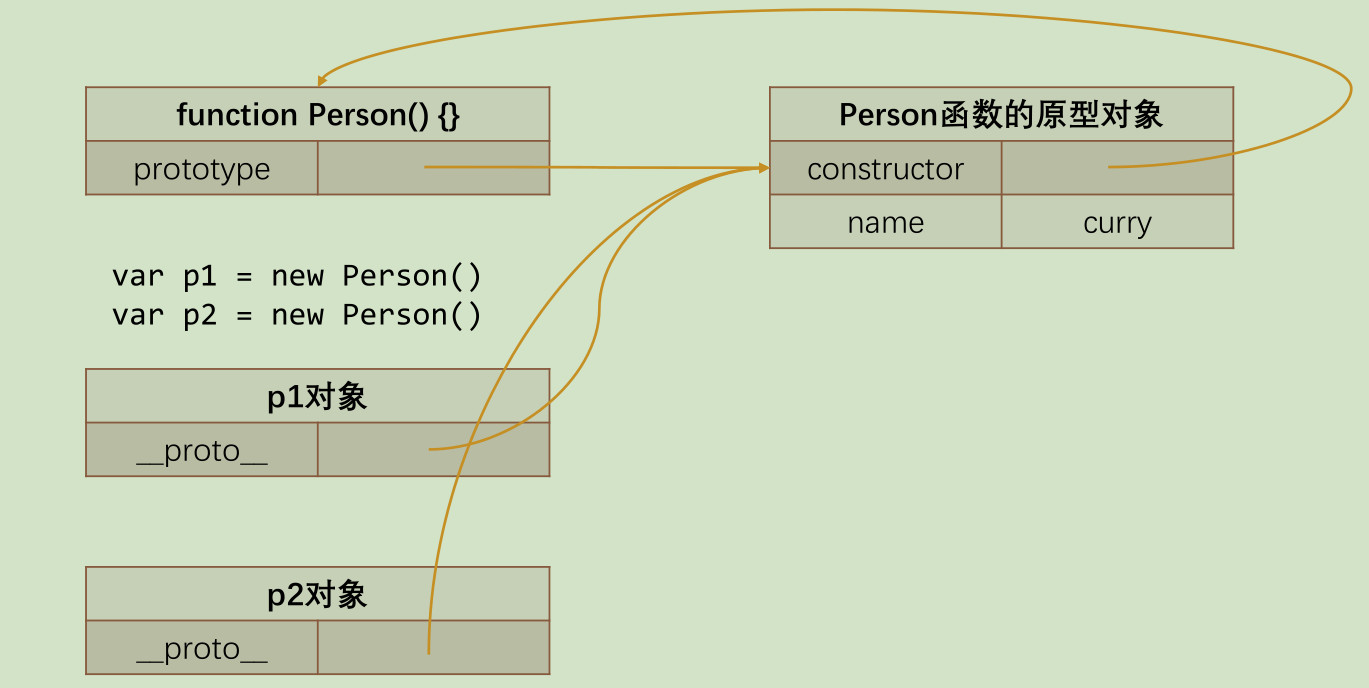 function Person() {}
prototype
Person函数的原型对象
constructor
name curry
var p1 = new Person()
var p2 = new Person()
p1对象
__proto__
p2对象
__proto__